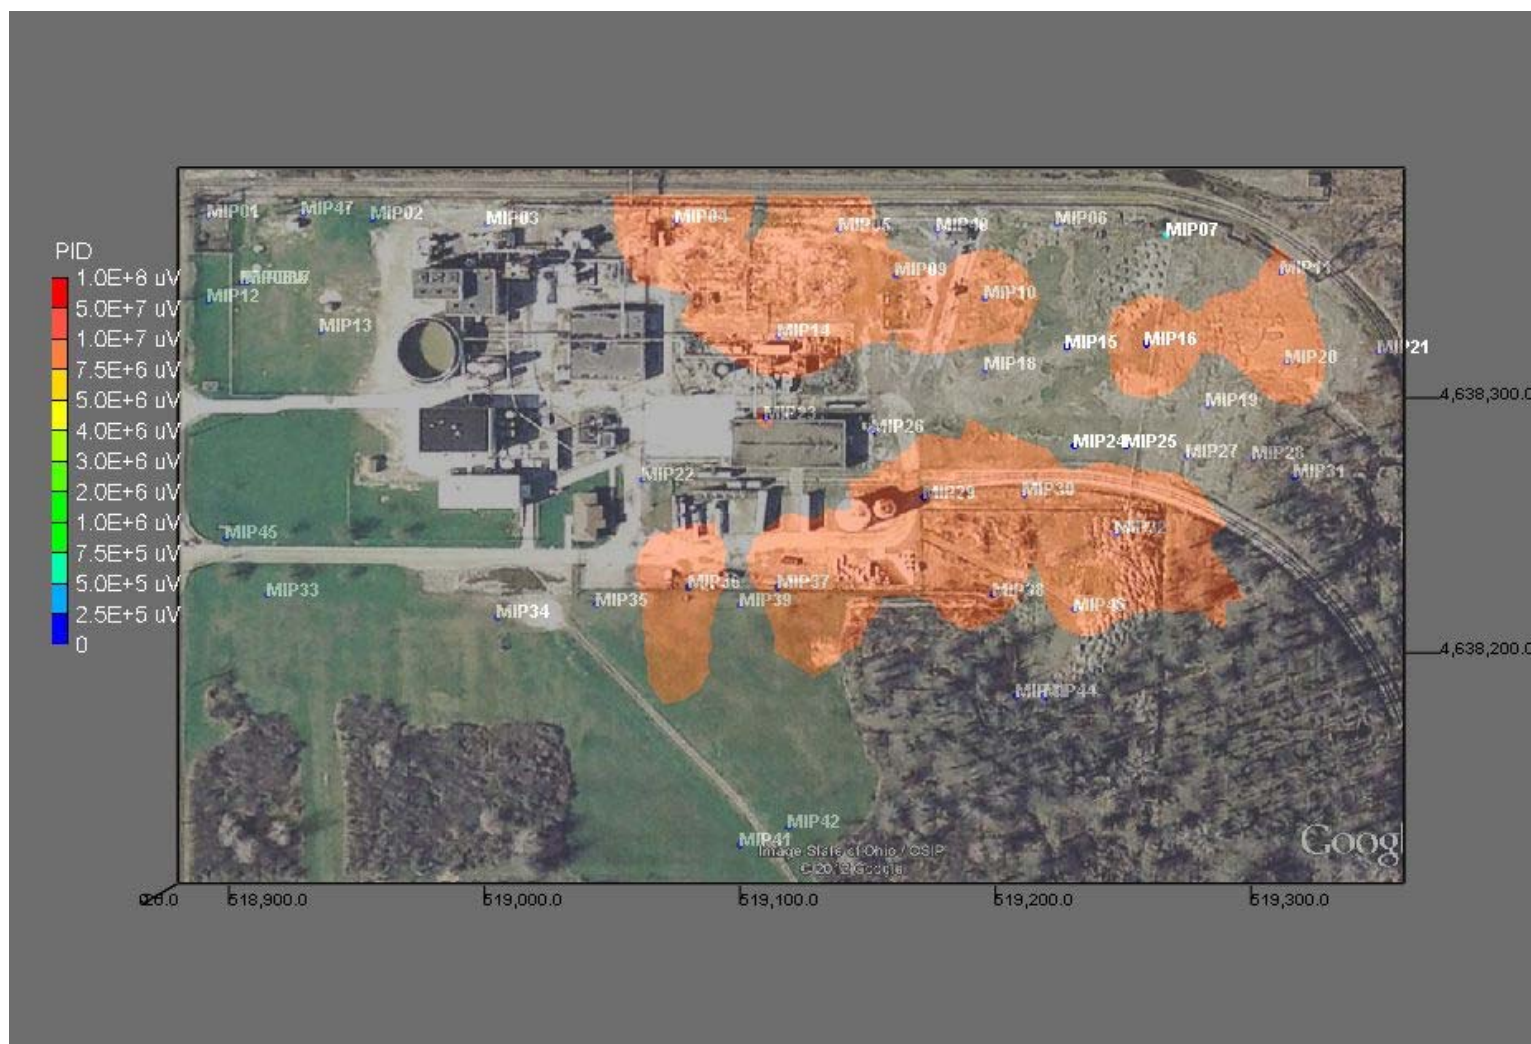 PID
1.0E+8 uV
5.0E+7 uV
1.0E+7 uV
7.5E+6 uV
5.0E+6 uV
4.0E+6 uV
3.0E+6 uV
2.0E+6 uV
1.0E+6 uV
7.5E+5 uV
5.0E+5 uV
2.5E+5 uV
0
MIP01
MIP47
MIP02
MIP03
MIP04
MIP05
MIP06
MIP07
MIP09
MIP10
MIP11
MIP12
MIP13
MIP14
MIP15
MIP16
MIP18
MIP20
MIP21
MIP19
MIP23
MIP26
MIP24
MIP25
MIP27
MIP28
MIP31
MIP22
MIP29
MIP30
MIP32
MIP45
MIP33
MIP34
MIP35
MIP36
MIP39
MIP37
MIP38
MIP44
MIP42
MIP41
Image State of Ohio / OSIP
© 2012 Google
Goog
4,638,300.0
4,638,200.0
518,900.0
519,000.0
519,100.0
519,200.0
519,300.0